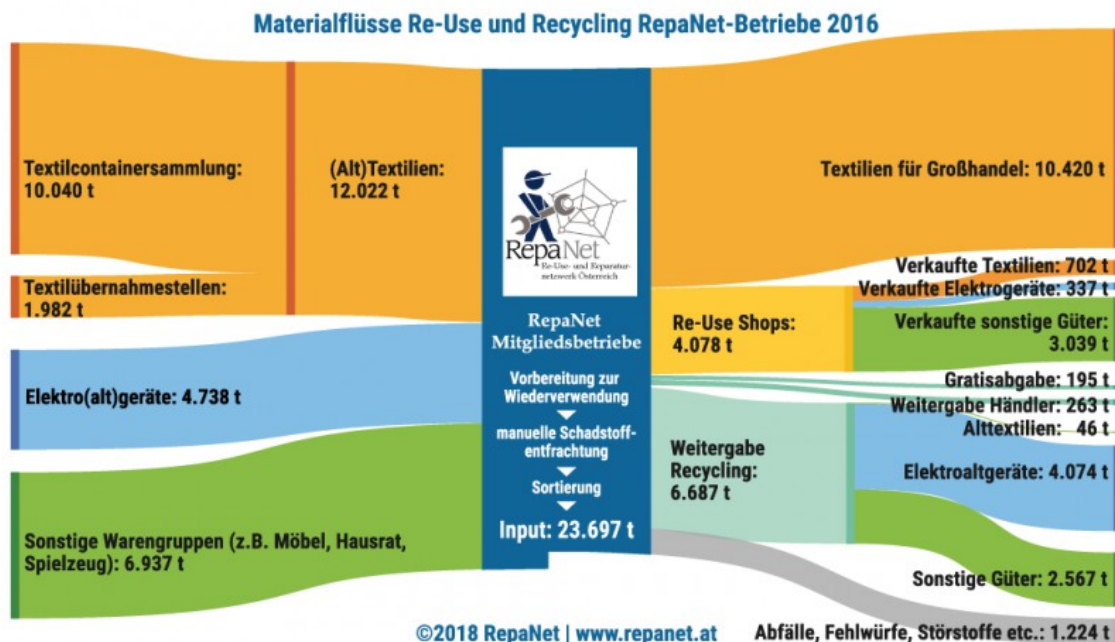 Materialflüsse Re-Use und Recycling RepaNet-Betriebe 2016
Textilcontainersammlung:
10.040 t
(Alt)Textilien:
12.022 t
Textilübernahmestellen:
1.982 t
Elektro(alt)geräte: 4.738 t
Sonstige Warengruppen (z.B. Möbel, Hausrat,
Spielzeug): 6.937 t
RepaNet
Re-Use- und Reparatur-
netzwerk Österreich
RepaNet
Mitgliedsbetriebe
Vorbereitung zur
Wiederverwendung
manuelle Schadstoff-
entfrachtung
Sortierung
Input: 23.697 t
Re-Use Shops:
4.078 t
Weitergabe
Recycling:
6.687 t
Textilien für Großhandel: 10.420 t
Verkaufte Textilien: 702 t
Verkaufte Elektrogeräte: 337 t
Verkaufte sonstige Güter:
3.039 t
Gratisabgabe: 195 t
Weitergabe Händler: 263 t
Alttextilien: 46 t
Elektroaltgeräte: 4.074 t
Sonstige Güter: 2.567 t
Abfälle, Fehlwürfe, Störstoffe etc.: 1.224 t
©2018 RepaNet | www.repanet.at